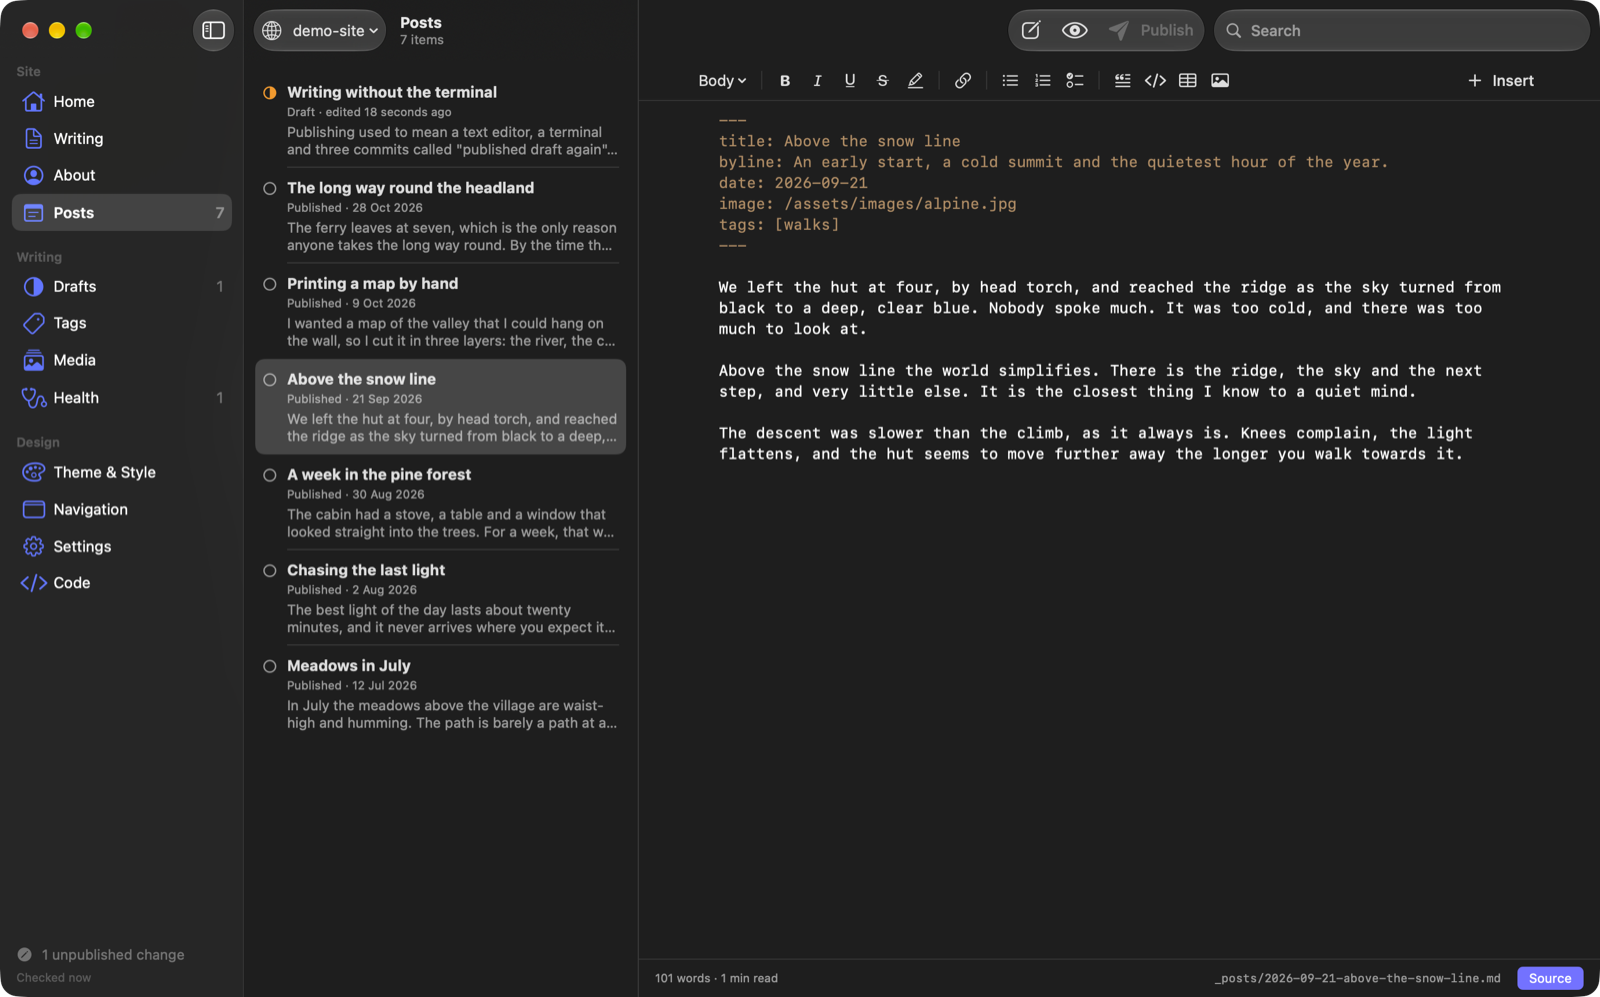 demo-site
Posts
7 items
Publish
Search
Site
Home
Writing
About
Posts 7
Writing
Drafts 1
Tags
Media
Health 1
Design
Theme & Style
Navigation
Settings
Code
1 unpublished change
Checked now
Writing without the terminal
Draft · edited 18 seconds ago
Publishing used to mean a text editor, a terminal
and three commits called "published draft again"...
The long way round the headland
Published · 28 Oct 2026
The ferry leaves at seven, which is the only reason
anyone takes the long way round. By the time th...
Printing a map by hand
Published · 9 Oct 2026
I wanted a map of the valley that I could hang on
the wall, so I cut it in three layers: the river, the c...
Above the snow line
Published · 21 Sep 2026
We left the hut at four, by head torch, and reached
the ridge as the sky turned from black to a deep,...
A week in the pine forest
Published · 30 Aug 2026
The cabin had a stove, a table and a window that
looked straight into the trees. For a week, that w...
Chasing the last light
Published · 2 Aug 2026
The best light of the day lasts about twenty
minutes, and it never arrives where you expect it...
Meadows in July
Published · 12 Jul 2026
In July the meadows above the village are waist-
high and humming. The path is barely a path at a...
Body B I U S
Insert
---
title: Above the snow line
byline: An early start, a cold summit and the quietest hour of the year.
date: 2026-09-21
image: /assets/images/alpine.jpg
tags: [walks]
---
We left the hut at four, by head torch, and reached the ridge as the sky turned from
black to a deep, clear blue. Nobody spoke much. It was too cold, and there was too
much to look at.
Above the snow line the world simplifies. There is the ridge, the sky and the next
step, and very little else. It is the closest thing I know to a quiet mind.
The descent was slower than the climb, as it always is. Knees complain, the light
flattens, and the hut seems to move further away the longer you walk towards it.
101 words · 1 min read
_posts/2026-09-21-above-the-snow-line.md
Source